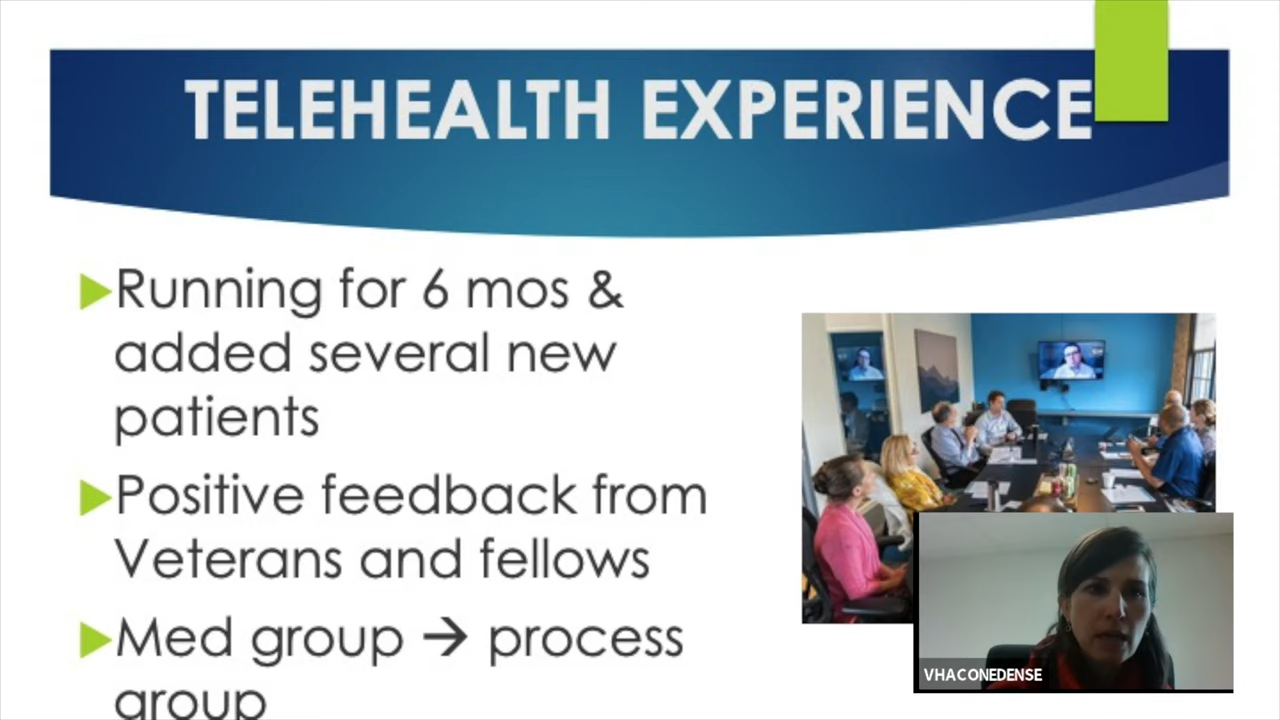 TELEHEALTH EXPERIENCE
Running for 6 mos &
added several new
patients
Positive feedback from
Veterans and fellows
Med group → process
group
VHACONEDENSE